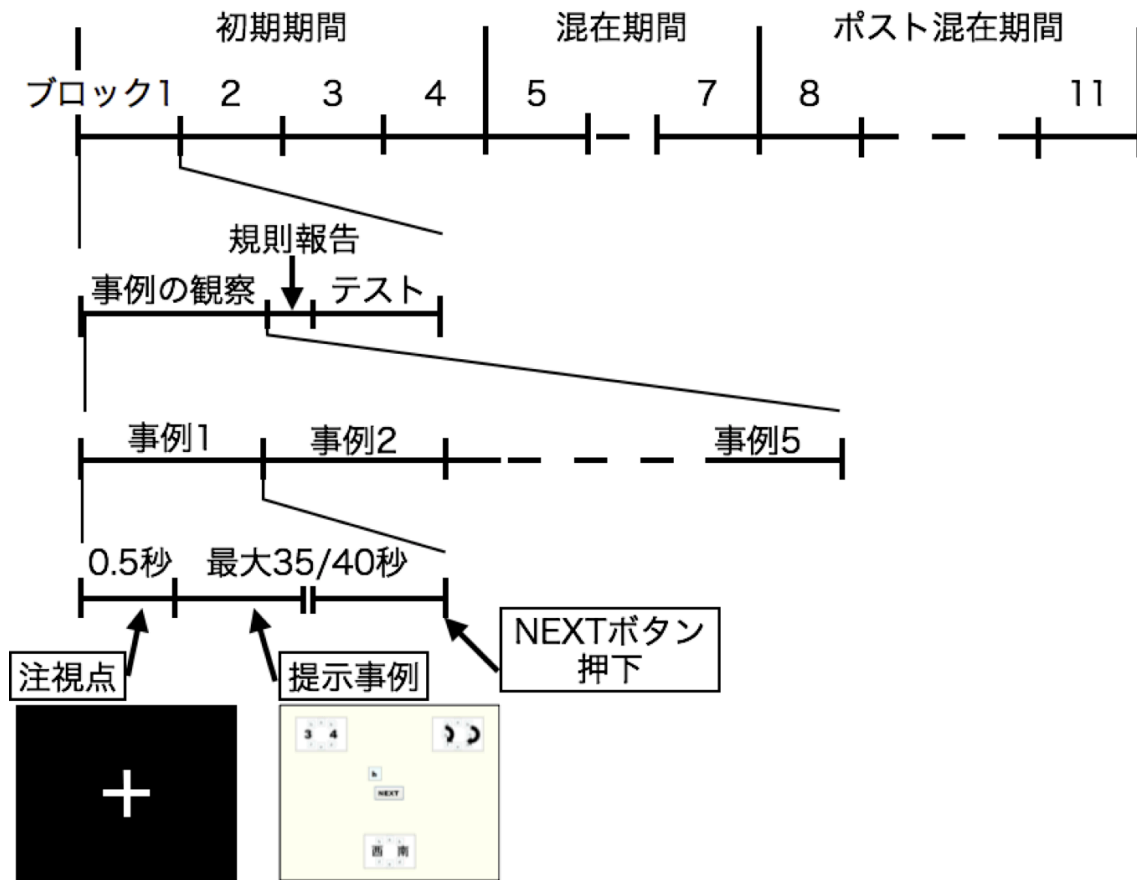 初期期間 混在期間 ポスト混在期間
ブロック1 2 3 4 5 7 8 11
規則報告
事例の観察 テスト
事例1 事例2 事例5
0.5秒 最大35/40秒
NEXTボタン
押下
注視点 提示事例
3 4
b
NEXT
西 南